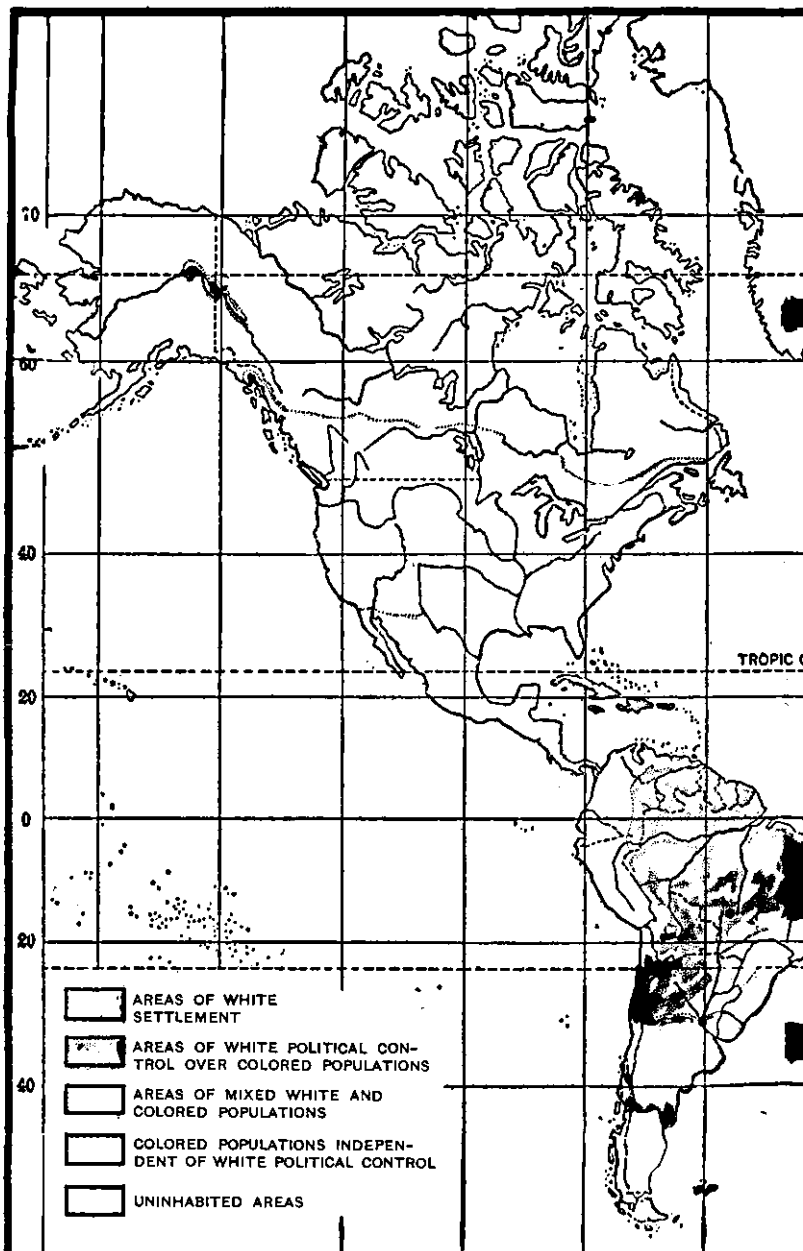 70
60
40
TROPIC O
20
10
0
20
AREAS OF WHITE
SETTLEMENT
AREAS OF WHITE POLITICAL CON-
TROL OVER COLORED POPULATIONS
40
AREAS OF MIXED WHITE AND
COLORED POPULATIONS
COLORED POPULATIONS INDEPEN-
DENT OF WHITE POLITICAL CONTROL
UNINHABITED AREAS